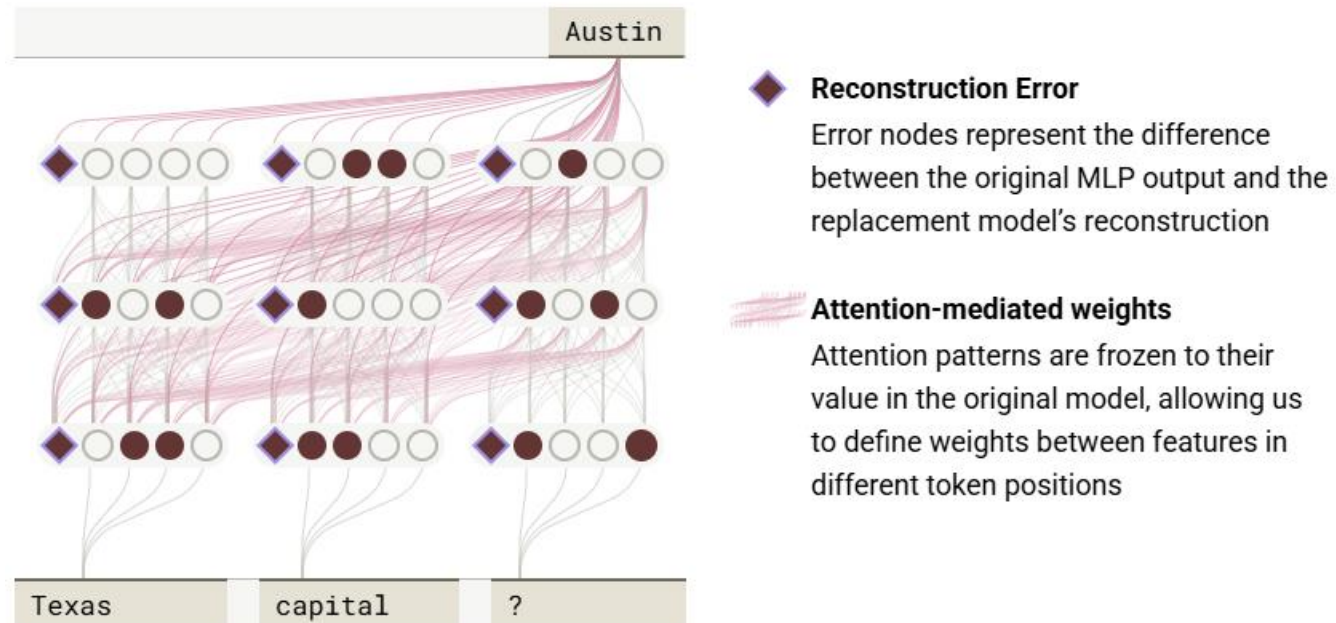 Austin
Reconstruction Error
Error nodes represent the difference
between the original MLP output and the
replacement model’s reconstruction
Attention-mediated weights
Attention patterns are frozen to their
value in the original model, allowing us
to define weights between features in
different token positions
Texas
capital
?